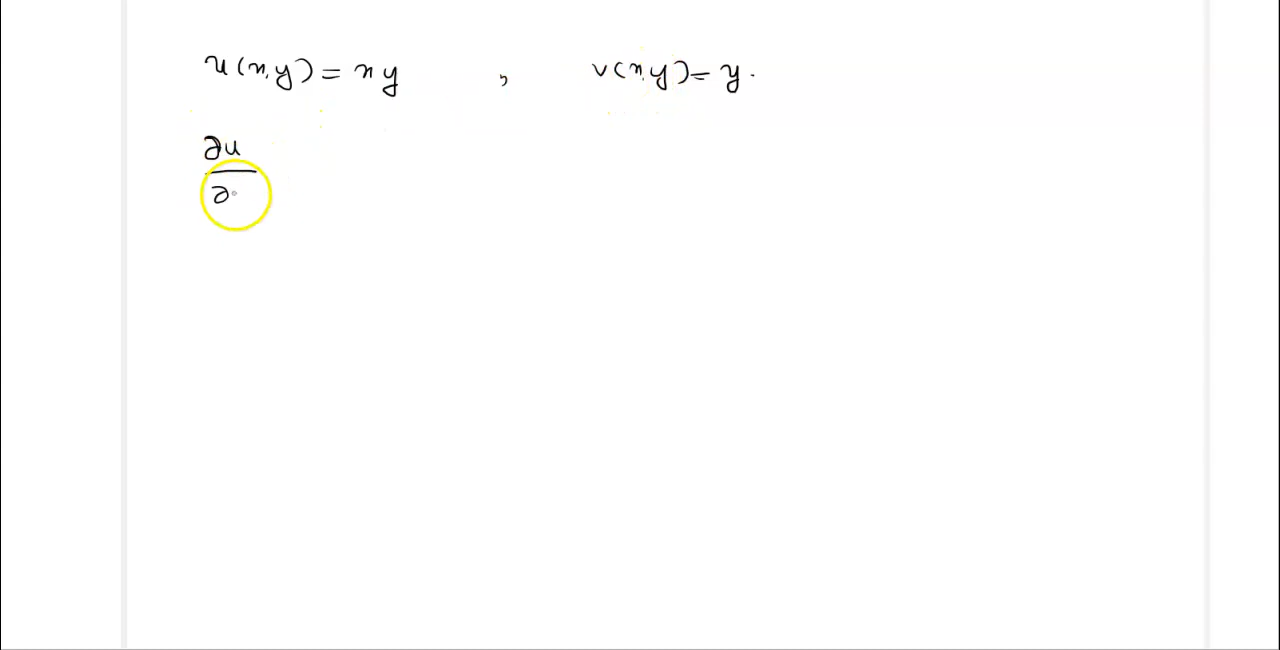 u(x,y) = xy , v(x,y) = y.
∂u
∂